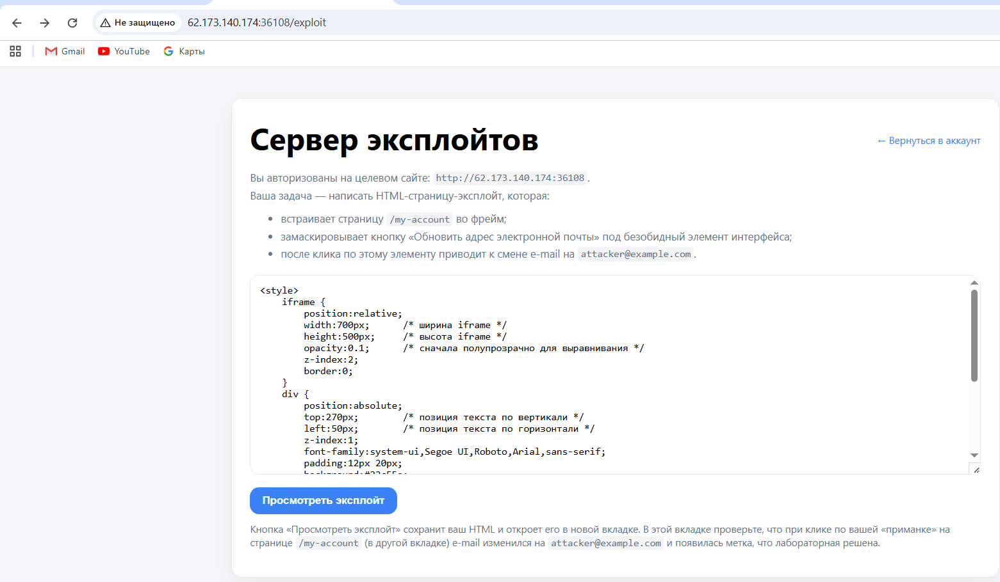 Не защищено 62.173.140.174:36108/exploit
Gmail YouTube Карты
Сервер эксплойтов
← Вернуться в аккаунт
Вы авторизованы на целевом сайте: http://62.173.140.174:36108.
Ваша задача — написать HTML-страницу-эксплойт, которая:
• встраивает страницу /my-account во фрейм;
• замаскировывает кнопку «Обновить адрес электронной почты» под безобидный элемент интерфейса;
• после клика по этому элементу приводит к смене e-mail на attacker@example.com.
<style>
iframe {
position:relative;
width:700px; /* ширина iframe */
height:500px; /* высота iframe */
opacity:0.1; /* сначала полупрозрачно для выравнивания */
z-index:2;
border:0;
}
div {
position:absolute;
top:270px; /* позиция текста по вертикали */
left:50px; /* позиция текста по горизонтали */
z-index:1;
font-family:system-ui,Segoe UI,Roboto,Arial,sans-serif;
padding:12px 20px;
Просмотреть эксплойт
Кнопка «Просмотреть эксплойт» сохранит ваш HTML и откроет его в новой вкладке. В этой вкладке проверьте, что при клике по вашей «приманке» на
странице /my-account (в другой вкладке) e-mail изменился на attacker@example.com и появилась метка, что лабораторная решена.